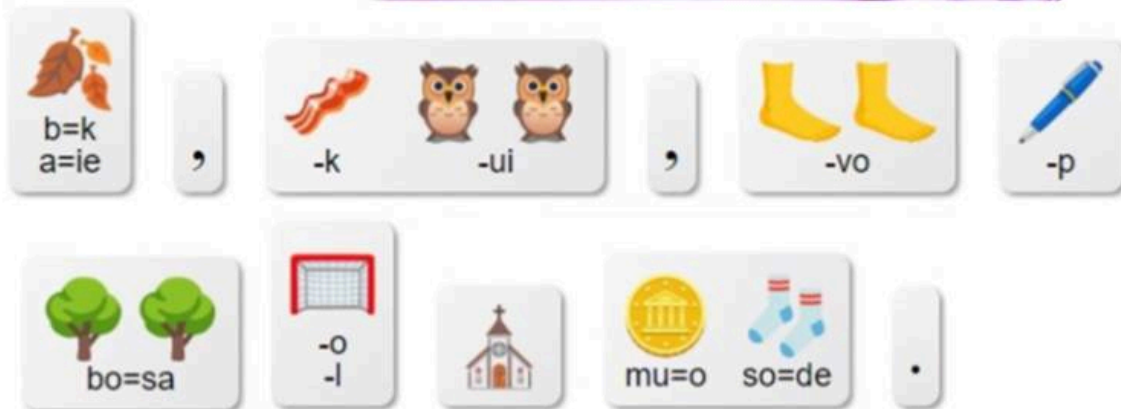 b=k
a=ie , -k -ui , -vo -p
bo=sa -o
-l mu=o so=de .